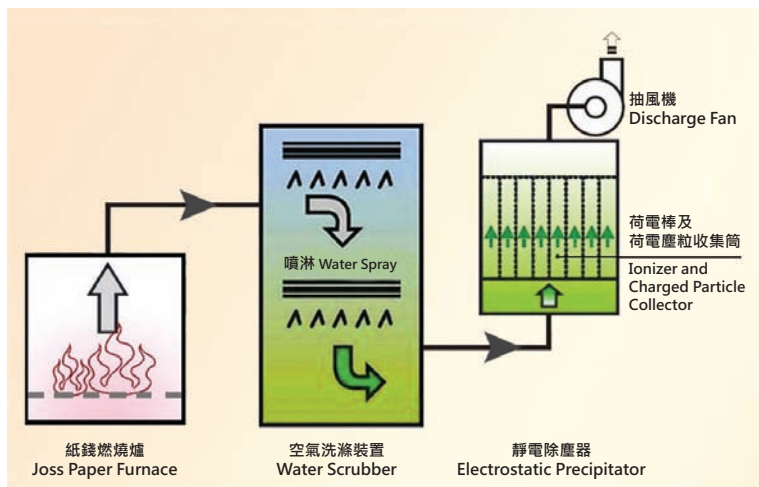 抽風機
Discharge Fan
荷電棒及
荷電塵粒收集筒
Ionizer and
Charged Particle
Collector
噴淋 Water Spray
紙錢燃燒爐
Joss Paper Furnace
空氣洗滌裝置
Water Scrubber
靜電除塵器
Electrostatic Precipitator